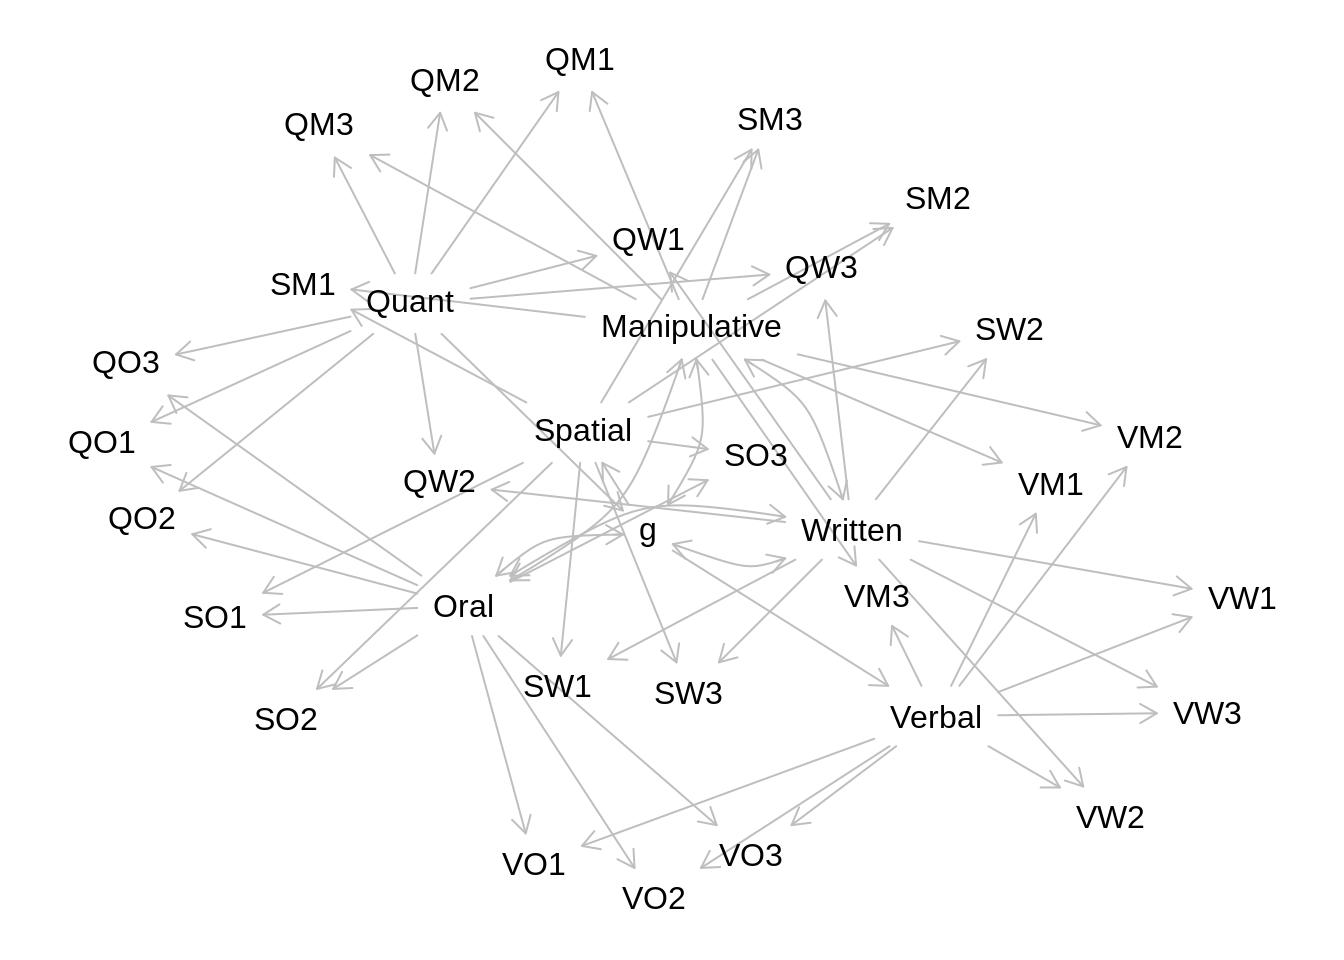 QM1
QM2
QM3
SM3
SM2
QW1
QW3
SM1
Quant
Manipulative
SW2
QO3
Spatial
VM2
QO1
SO3
QW2
VM1
QO2
g
Written
VM3
VW1
Oral
SO1
SW1
SW3
VW3
SO2
Verbal
VW2
VO3
VO1
VO2